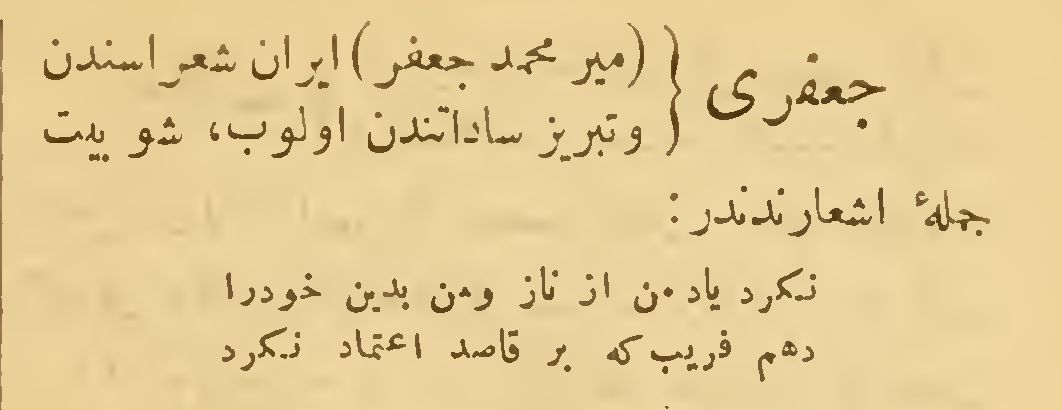 جعفری { (میر محمد جعفر) ایران شعراسندن
و تبریز ساداتندن اولوب، شو بیت
جملهٔ اشعارندندر:
نکرد یاد من از ناز ومن بدین خودرا
دهم فریب که بر قاصد اعتماد نکرد